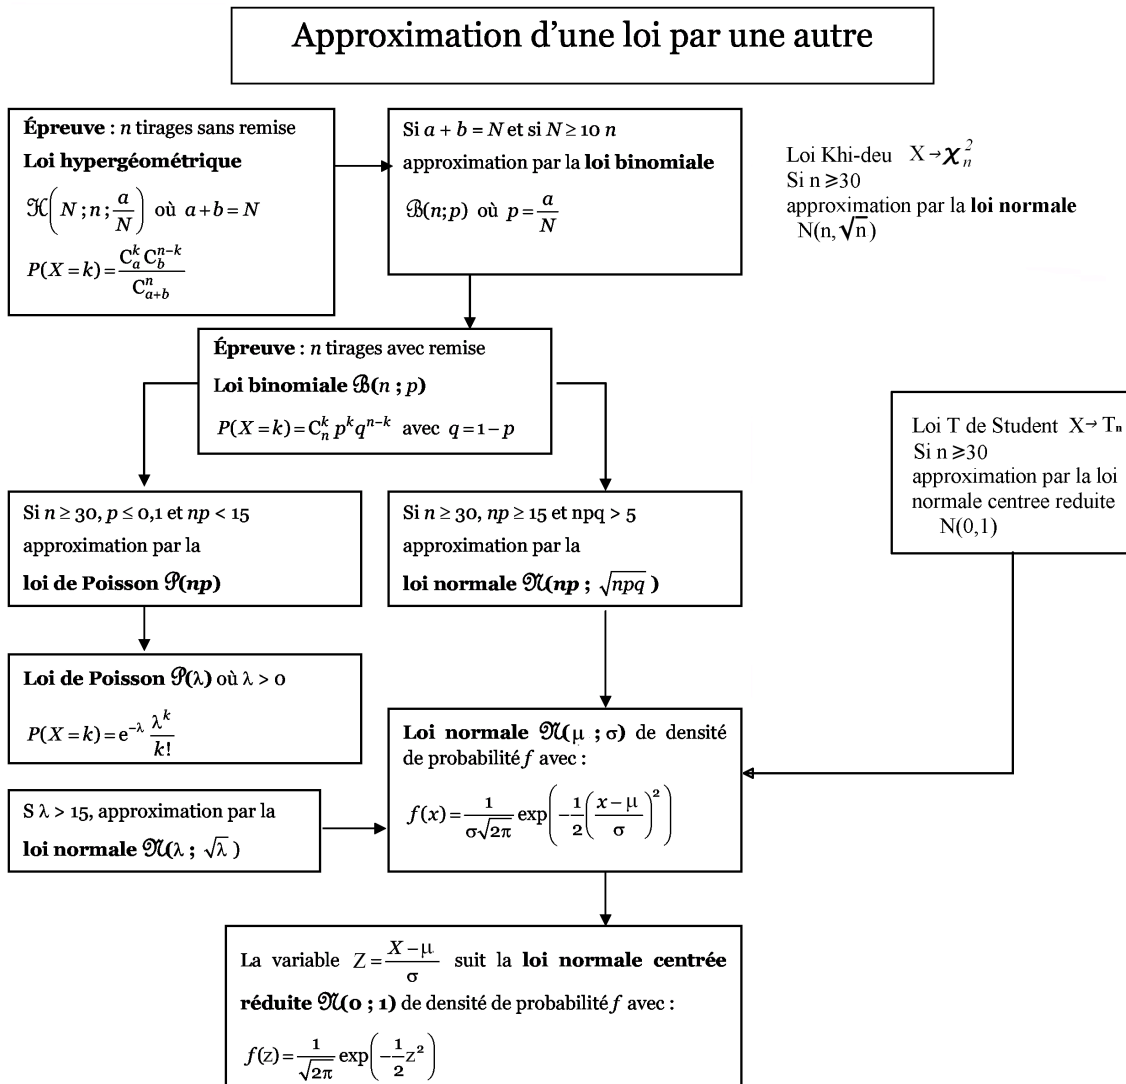 Approximation d'une loi par une autre
Épreuve : n tirages sans remise
Loi hypergéométrique
ℋ(N ; n ; a/N) où a+b=N
P(X=k)=C_a^k C_b^{n-k} / C_{a+b}^n
Si a + b = N et si N ≥ 10 n
approximation par la loi binomiale
ℬ(n;p) où p=a/N
Loi Khi-deu X→χ_n^2
Si n ⩾30
approximation par la loi normale
N(n,√n)
Épreuve : n tirages avec remise
Loi binomiale ℬ(n ; p)
P(X=k)=C_n^k p^k q^{n-k} avec q=1-p
Loi T de Student X→ Tn
Si n ⩾30
approximation par la loi
normale centree reduite
N(0,1)
Si n ≥ 30, p ≤ 0,1 et np < 15
approximation par la
loi de Poisson 𝒫(np)
Si n ≥ 30, np ≥ 15 et npq > 5
approximation par la
loi normale 𝒩(np ; √npq )
Loi de Poisson 𝒫(λ) où λ > 0
P(X=k)=e^{-λ} λ^k/k!
Loi normale 𝒩(μ ; σ) de densité
de probabilité f avec :
f(x)=1/(σ√2π) exp(-1/2((x-μ)/σ)^2)
S λ > 15, approximation par la
loi normale 𝒩(λ ; √λ )
La variable Z=(X-μ)/σ suit la loi normale centrée
réduite 𝒩(0 ; 1) de densité de probabilité f avec :
f(z)=1/√2π exp(-1/2 z^2)